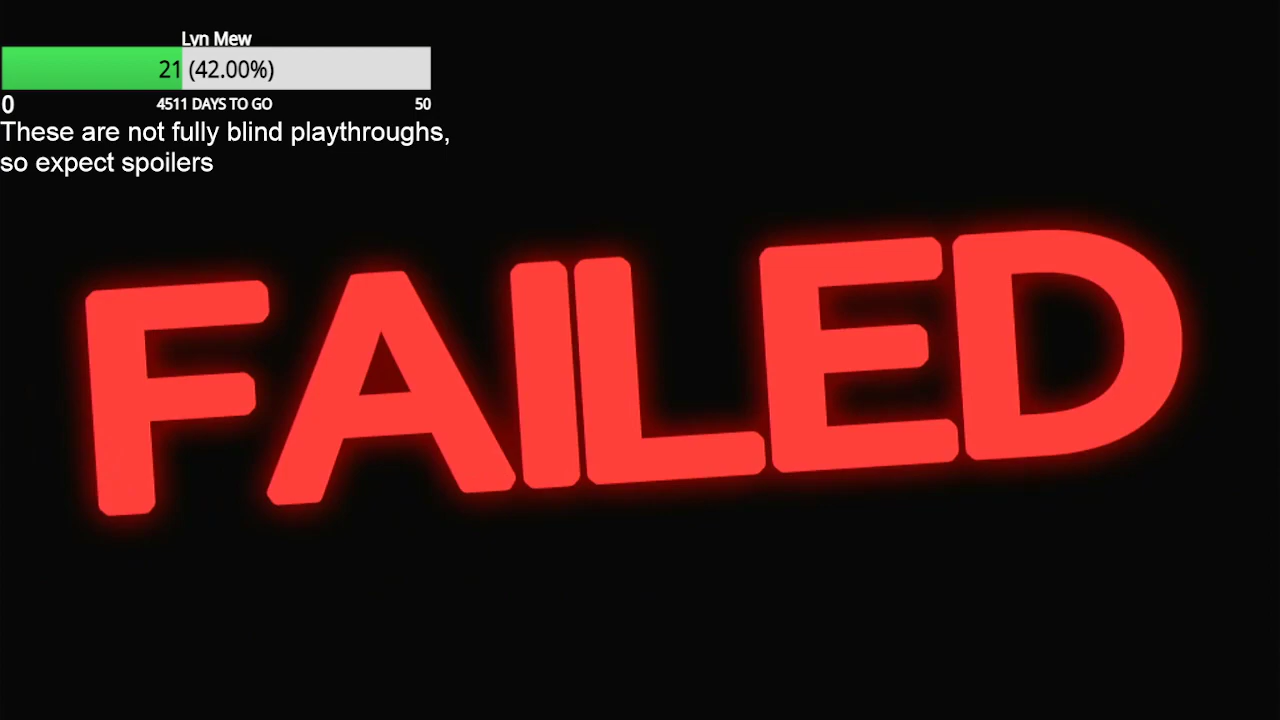 Lyn Mew
21 (42.00%)
0 4511 DAYS TO GO 50
These are not fully blind playthroughs,
so expect spoilers
FAILED